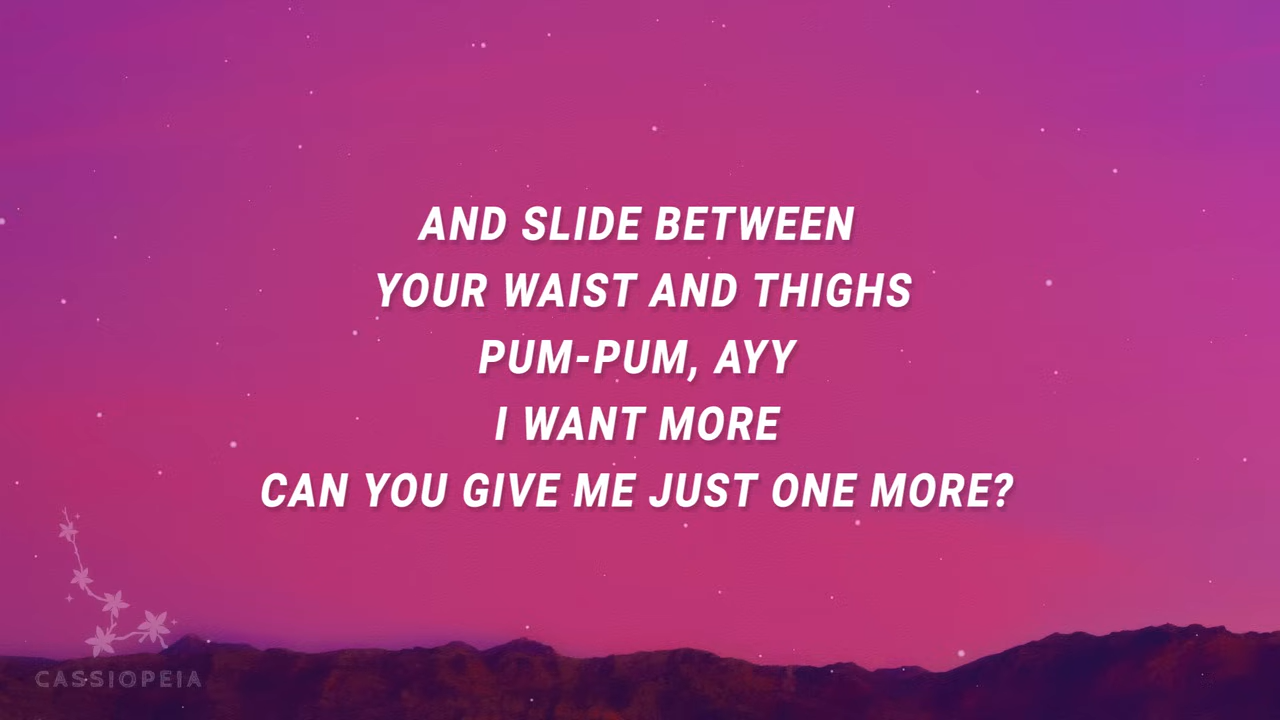 AND SLIDE BETWEEN
YOUR WAIST AND THIGHS
PUM-PUM, AYY
I WANT MORE
CAN YOU GIVE ME JUST ONE MORE?
CASSIOPEIA